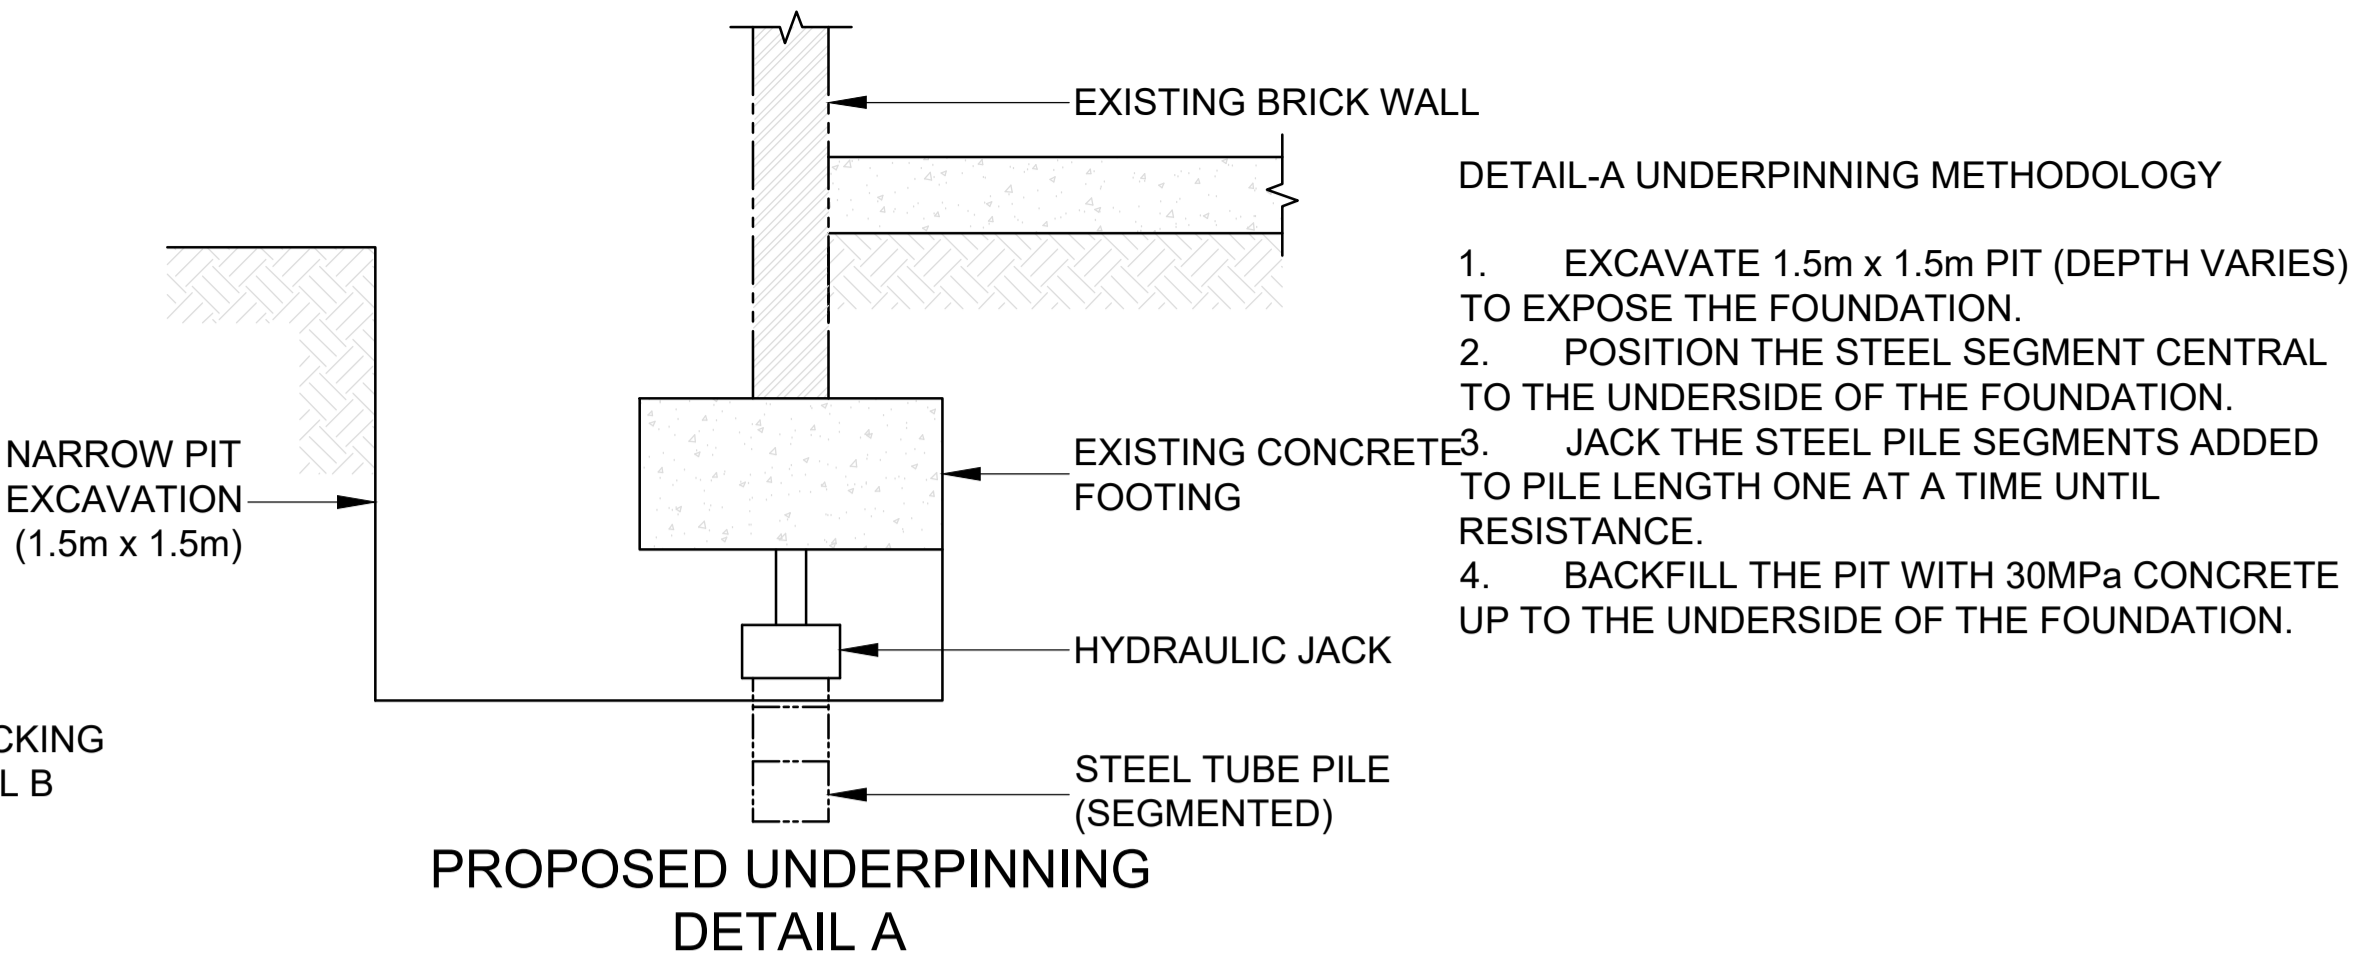 EXISTING BRICK WALL
NARROW PIT
EXCAVATION
(1.5m x 1.5m)
EXISTING CONCRETE
FOOTING
HYDRAULIC JACK
CKING
L B
STEEL TUBE PILE
(SEGMENTED)
PROPOSED UNDERPINNING
DETAIL A
DETAIL-A UNDERPINNING METHODOLOGY
1. EXCAVATE 1.5m x 1.5m PIT (DEPTH VARIES)
TO EXPOSE THE FOUNDATION.
2. POSITION THE STEEL SEGMENT CENTRAL
TO THE UNDERSIDE OF THE FOUNDATION.
3. JACK THE STEEL PILE SEGMENTS ADDED
TO PILE LENGTH ONE AT A TIME UNTIL
RESISTANCE.
4. BACKFILL THE PIT WITH 30MPa CONCRETE
UP TO THE UNDERSIDE OF THE FOUNDATION.